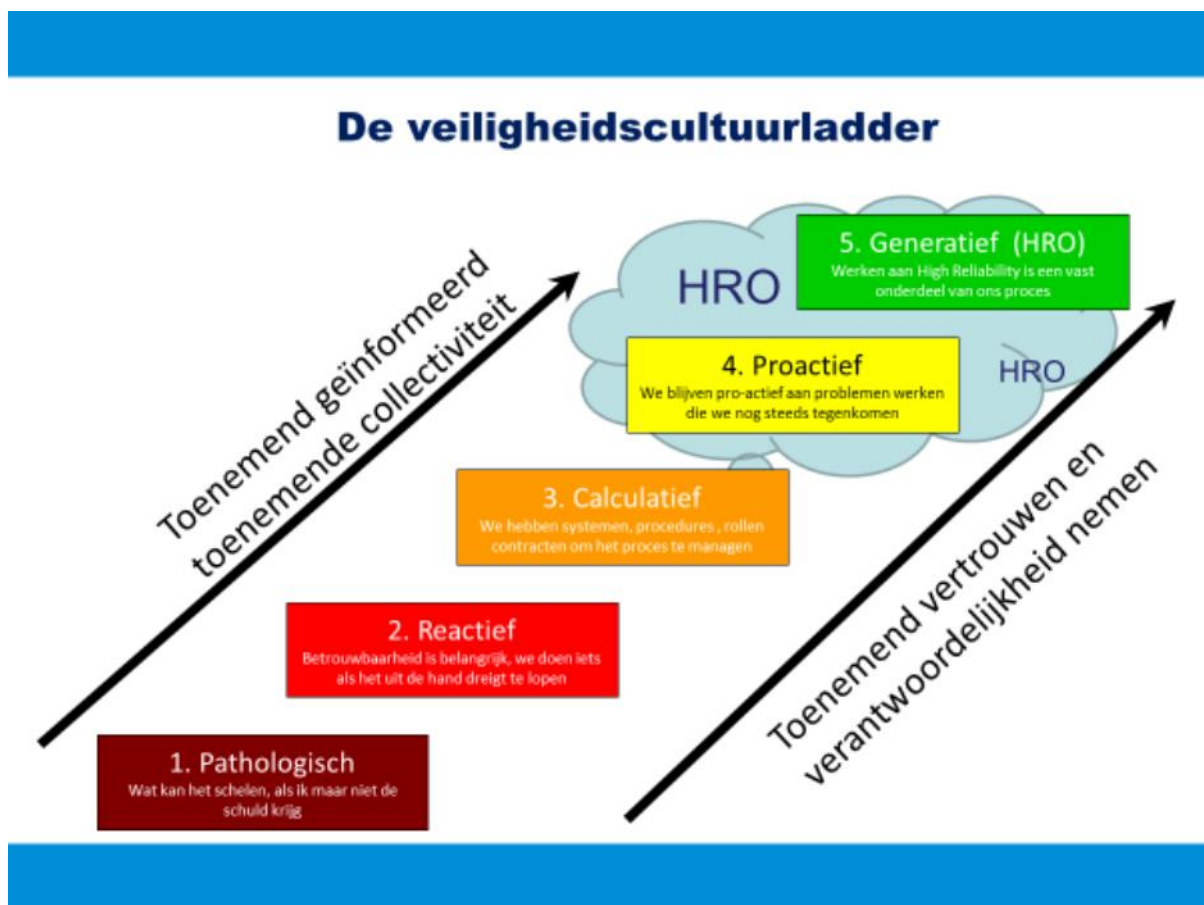 De veiligheidscultuurladder
Toenemend geïnformeerd
toenemende collectiviteit
HRO
5. Generatief (HRO)
Werken aan High Reliability is een vast
onderdeel van ons proces
4. Proactief
We blijven pro-actief aan problemen werken
die we nog steeds tegenkomen
HRO
3. Calculatief
We hebben systemen, procedures , rollen
contracten om het proces te managen
2. Reactief
Betrouwbaarheid is belangrijk, we doen iets
als het uit de hand dreigt te lopen
1. Pathologisch
Wat kan het schelen, als ik maar niet de
schuld krijg
Toenemend vertrouwen en
verantwoordelijkheid nemen